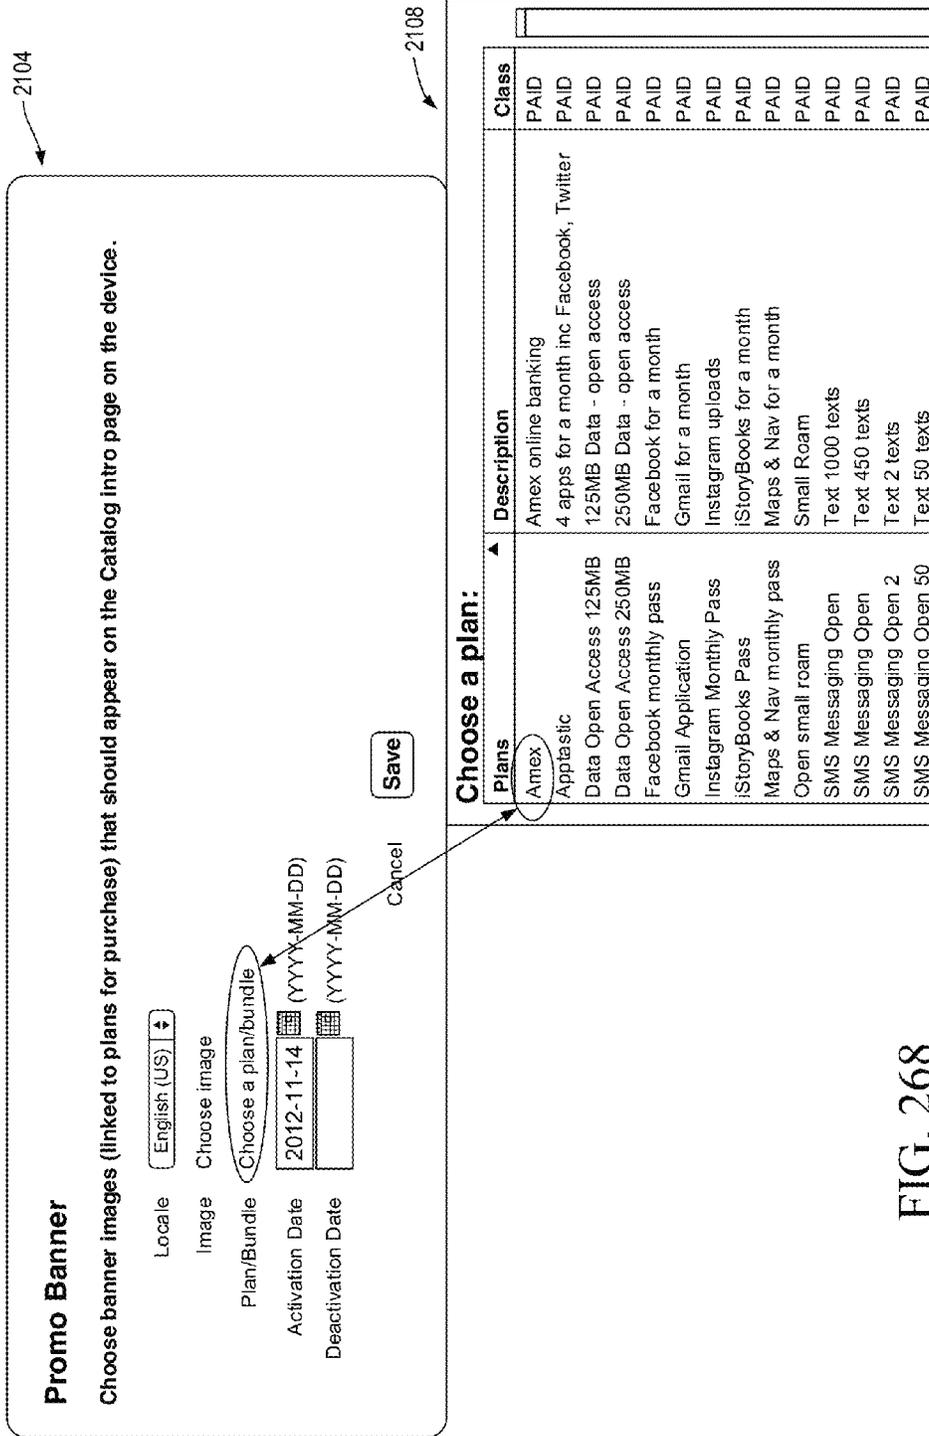 2104
Promo Banner
Choose banner images (linked to plans for purchase) that should appear on the Catalog intro page on the device.
Locale English (US)
Image Choose image
Plan/Bundle Choose a plan/bundle
Activation Date 2012-11-14 (YYYY-MM-DD)
Deactivation Date (YYYY-MM-DD)
Cancel Save
2108
Choose a plan:
Plans Description Class
Amex Amex online banking PAID
Apptastic 4 apps for a month inc Facebook, Twitter PAID
Data Open Access 125MB 125MB Data - open access PAID
Data Open Access 250MB 250MB Data - open access PAID
Facebook monthly pass Facebook for a month PAID
Gmail Application Gmail for a month PAID
Instagram Monthly Pass Instagram uploads PAID
iStoryBooks Pass iStoryBooks for a month PAID
Maps & Nav monthly pass Maps & Nav for a month PAID
Open small roam Small Roam PAID
SMS Messaging Open Text 1000 texts PAID
SMS Messaging Open Text 450 texts PAID
SMS Messaging Open 2 Text 2 texts PAID
SMS Messaging Open 50 Text 50 texts PAID
FIG. 268